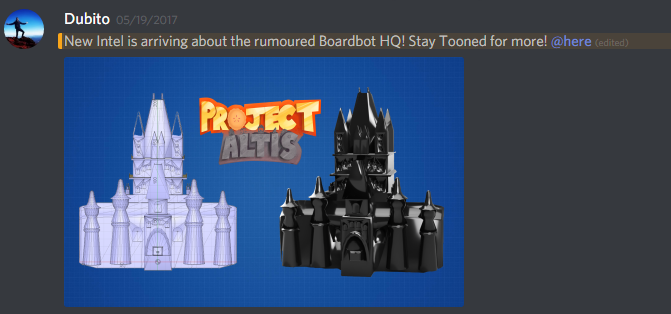 Dubito 05/19/2017
New Intel is arriving about the rumoured Boardbot HQ! Stay Tooned for more! @here (edited)
PROJECT
ALTIS